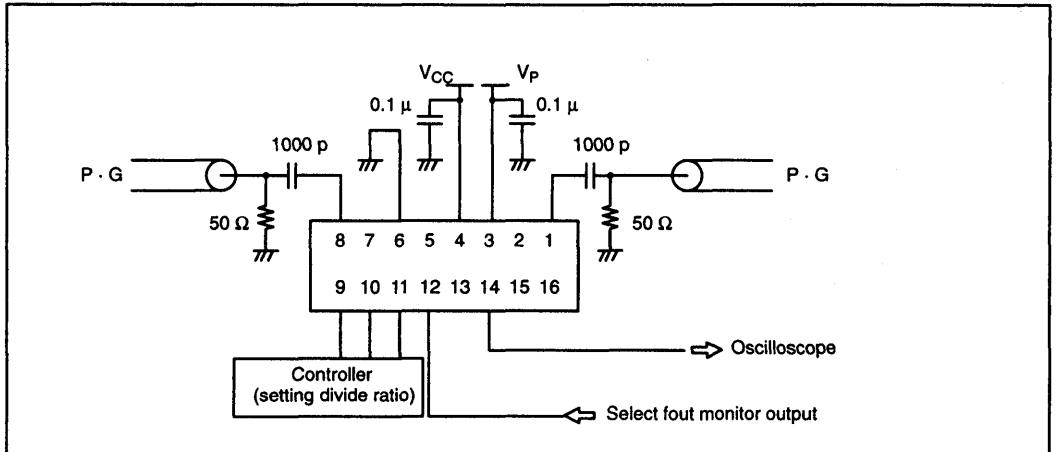 V_CC V_P
0.1 μ 0.1 μ
1000 p 1000 p
P · G P · G
50 Ω 50 Ω
8 7 6 5 4 3 2 1
9 10 11 12 13 14 15 16
Oscilloscope
Controller
(setting divide ratio)
Select fout monitor output